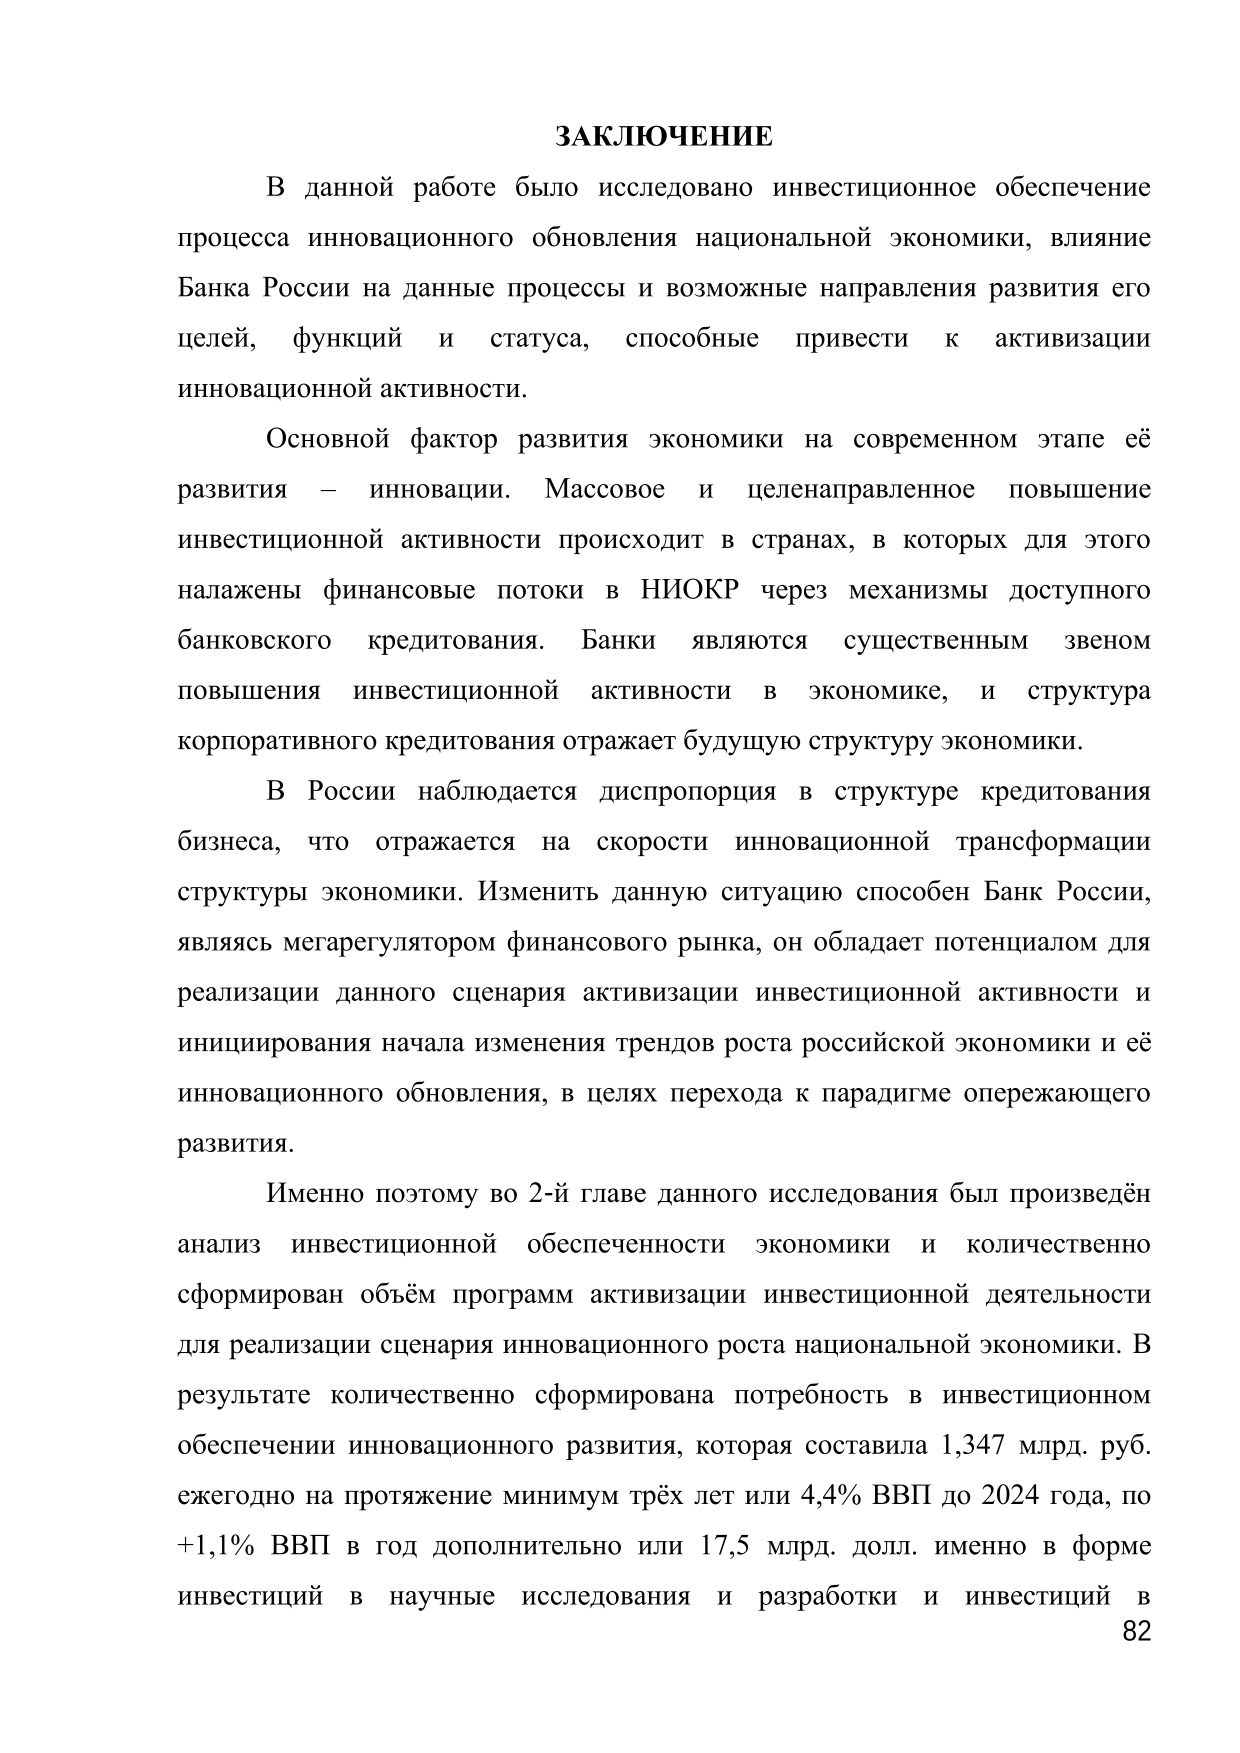 ЗАКЛЮЧЕНИЕ
В данной работе было исследовано инвестиционное обеспечение
процесса инновационного обновления национальной экономики, влияние
Банка России на данные процессы и возможные направления развития его
целей, функций и статуса, способные привести к активизации
инновационной активности.
Основной фактор развития экономики на современном этапе её
развития – инновации. Массовое и целенаправленное повышение
инвестиционной активности происходит в странах, в которых для этого
налажены финансовые потоки в НИОКР через механизмы доступного
банковского кредитования. Банки являются существенным звеном
повышения инвестиционной активности в экономике, и структура
корпоративного кредитования отражает будущую структуру экономики.
В России наблюдается диспропорция в структуре кредитования
бизнеса, что отражается на скорости инновационной трансформации
структуры экономики. Изменить данную ситуацию способен Банк России,
являясь мегарегулятором финансового рынка, он обладает потенциалом для
реализации данного сценария активизации инвестиционной активности и
инициирования начала изменения трендов роста российской экономики и её
инновационного обновления, в целях перехода к парадигме опережающего
развития.
Именно поэтому во 2-й главе данного исследования был произведён
анализ инвестиционной обеспеченности экономики и количественно
сформирован объём программ активизации инвестиционной деятельности
для реализации сценария инновационного роста национальной экономики. В
результате количественно сформирована потребность в инвестиционном
обеспечении инновационного развития, которая составила 1,347 млрд. руб.
ежегодно на протяжение минимум трёх лет или 4,4% ВВП до 2024 года, по
+1,1% ВВП в год дополнительно или 17,5 млрд. долл. именно в форме
инвестиций в научные исследования и разработки и инвестиций в
82